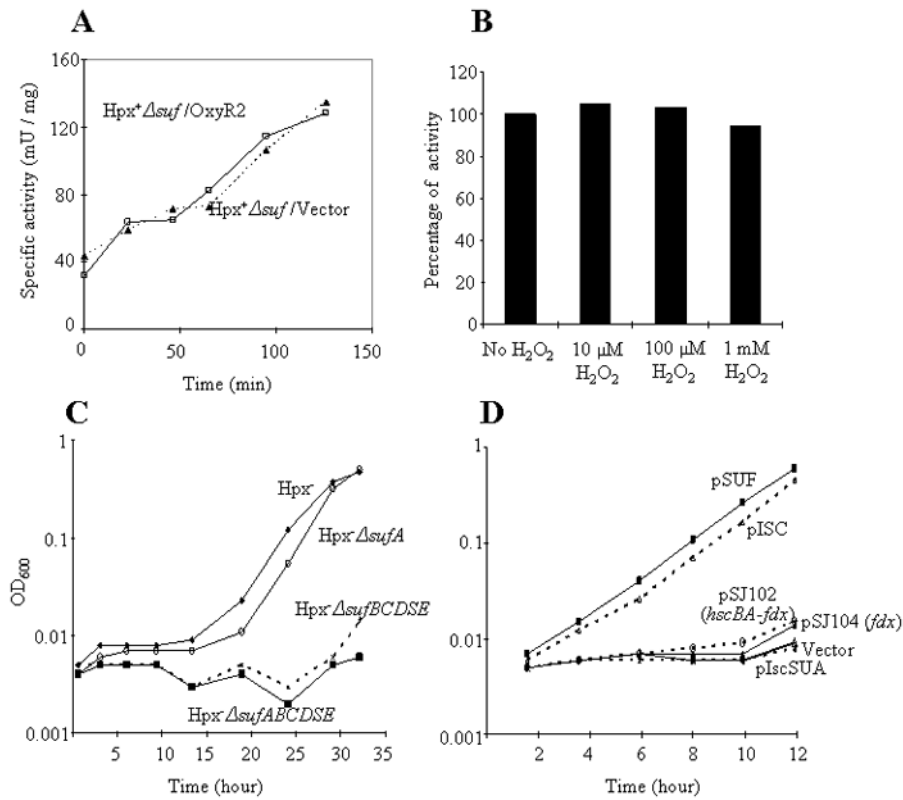 A
Specific activity (mU / mg)
160
120
80
40
0
Hpx⁺Δsuf/OxyR2
Hpx⁺Δsuf/Vector
0 50 100 150
Time (min)
B
Percentage of activity
120
100
80
60
40
20
0
No H₂O₂
10 µM H₂O₂
100 µM H₂O₂
1 mM H₂O₂
C
OD₆₀₀
1
0.1
0.01
0.001
Hpx⁻
Hpx⁻ΔsufA
Hpx⁻ΔsufBCDSE
Hpx⁻ΔsufABCDSE
0 5 10 15 20 25 30 35
Time (hour)
D
1
0.1
0.01
0.001
pSUF
pISC
pSJ102
(hscBA-fdx)
pSJ104 (fdx)
Vector
pIscSUA
0 2 4 6 8 10 12
Time (hour)